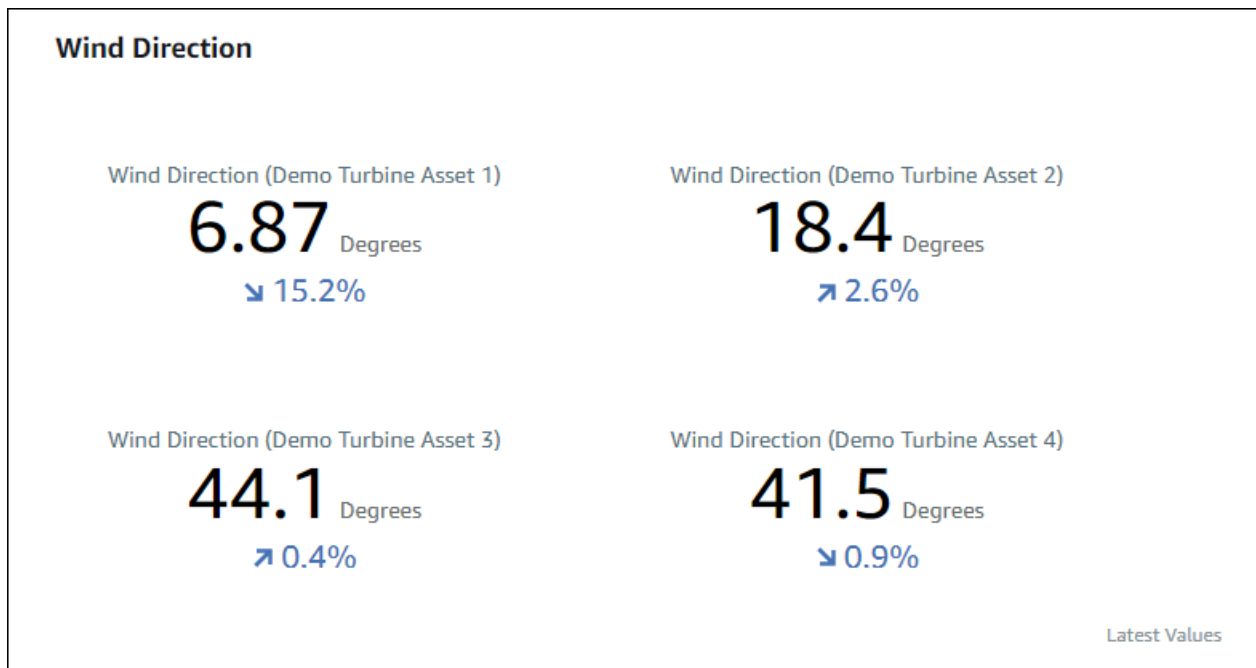 Wind Direction
Wind Direction (Demo Turbine Asset 1)
6.87 Degrees
↘ 15.2%
Wind Direction (Demo Turbine Asset 2)
18.4 Degrees
↗ 2.6%
Wind Direction (Demo Turbine Asset 3)
44.1 Degrees
↗ 0.4%
Wind Direction (Demo Turbine Asset 4)
41.5 Degrees
↘ 0.9%
Latest Values